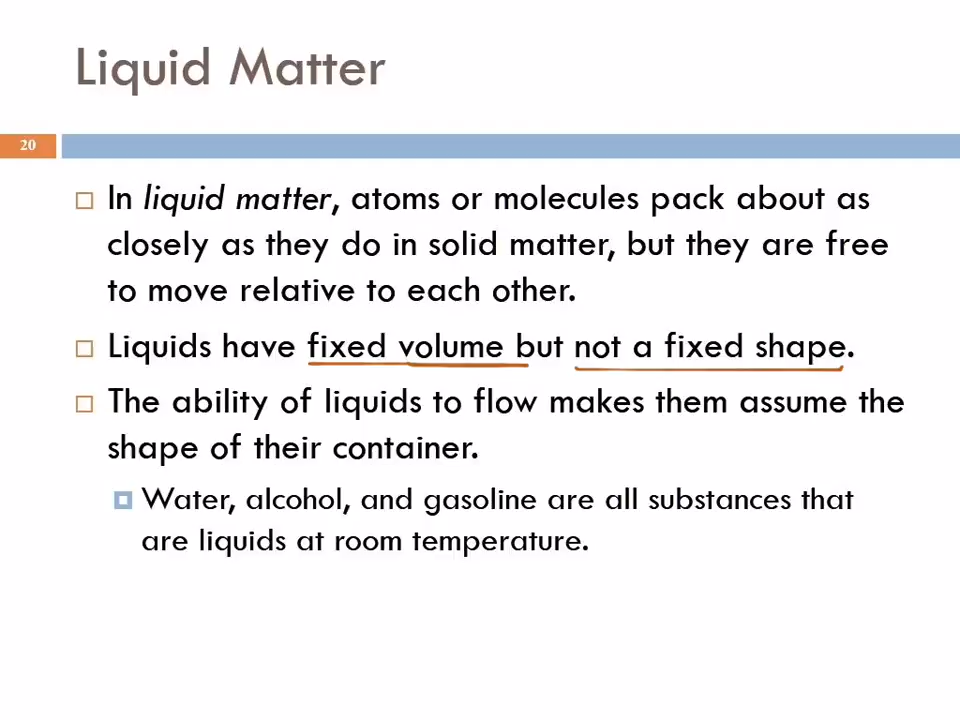 Liquid Matter
20
In liquid matter, atoms or molecules pack about as
closely as they do in solid matter, but they are free
to move relative to each other.
Liquids have fixed volume but not a fixed shape.
The ability of liquids to flow makes them assume the
shape of their container.
Water, alcohol, and gasoline are all substances that
are liquids at room temperature.